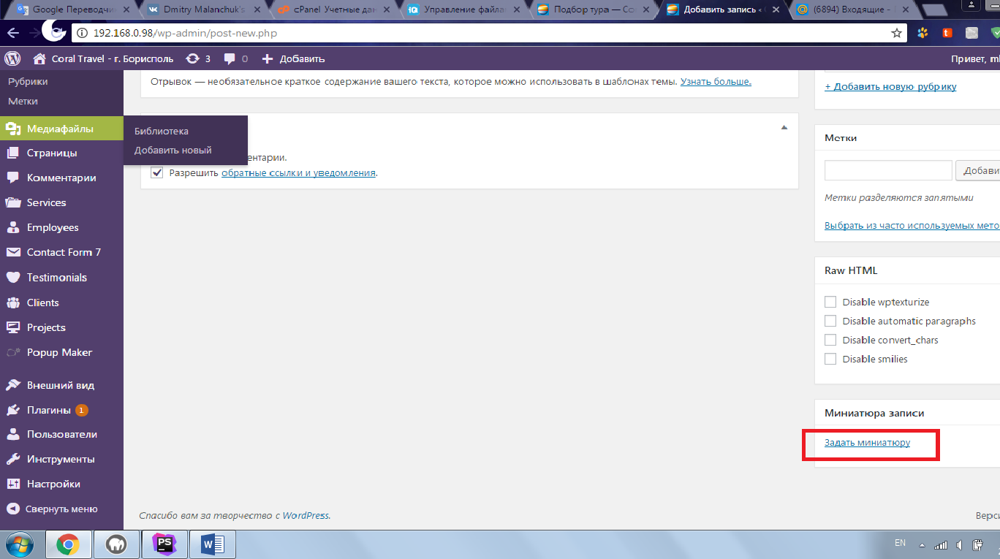 Google Переводчи
Dmitry Malanchuk's
cPanel Учетные дан
Управление файла
Подбор тура — Co
Добавить запись ‹
(6894) Входящие -
192.168.0.98/wp-admin/post-new.php
Coral Travel - г. Борисполь 3 0 Добавить
Привет, ml
Рубрики
Метки
Медиафайлы
Библиотека
Добавить новый
Страницы
Комментарии
Services
Employees
Contact Form 7
Testimonials
Clients
Projects
Popup Maker
Внешний вид
Плагины 1
Пользователи
Инструменты
Настройки
Свернуть меню
Отрывок — необязательное краткое содержание вашего текста, которое можно использовать в шаблонах темы. Узнать больше.
ентарии.
Разрешить обратные ссылки и уведомления.
+ Добавить новую рубрику
Метки
Добави
Метки разделяются запятыми
Выбрать из часто используемых мето
Raw HTML
Disable wptexturize
Disable automatic paragraphs
Disable convert_chars
Disable smilies
Миниатюра записи
Задать миниатюру
Спасибо вам за творчество с WordPress.
Верси
PS
W
EN